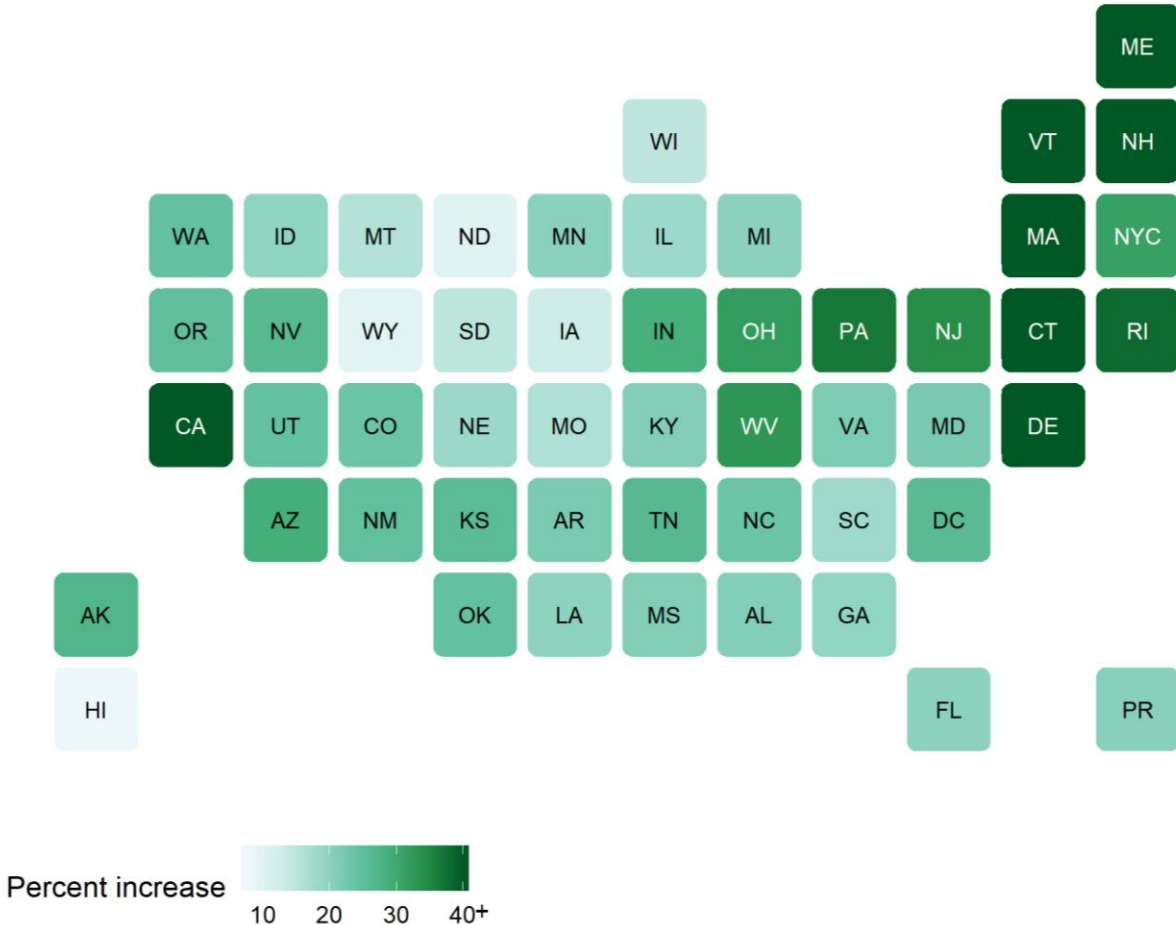 ME
WI VT NH
WA ID MT ND MN IL MI MA NYC
OR NV WY SD IA IN OH PA NJ CT RI
CA UT CO NE MO KY WV VA MD DE
AZ NM KS AR TN NC SC DC
AK OK LA MS AL GA
HI FL PR
Percent increase
10 20 30 40+